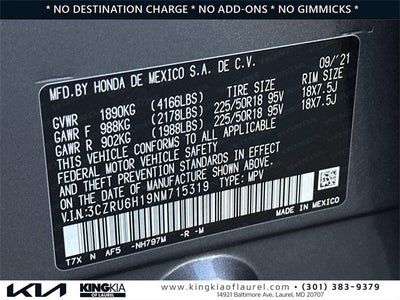 * NO DESTINATION CHARGE * NO ADD-ONS * NO GIMMICKS *
MFD.BY HONDA DE MEXICO S.A. DE C.V. 09/'21
TIRE SIZE RIM SIZE
GVWR 1890KG (4166LBS)
GAWR F 988KG (2178LBS) 225/50R18 95V 18X7.5J
GAWR R 902KG (1988LBS) 225/50R18 95V 18X7.5J
THIS VEHICLE CONFORMS TO ALL APPLICABLE
FEDERAL MOTOR VEHICLE SAFETY AND THEFT PREVENTION
STANDARDS IN EFFECT ON THE DATE OF MANUFACTURE SHOWN ABOVE.
V.I.N:3CZRU6H19NM715319 TYPE: MPV
T7X N AF5 -NH797M -R -M MADE IN MEXICO
KIA KING KIA OF LAUREL www.kingkiaoflaurel.com (301) 383-9379
14921 Baltimore Ave, Laurel, MD 20707